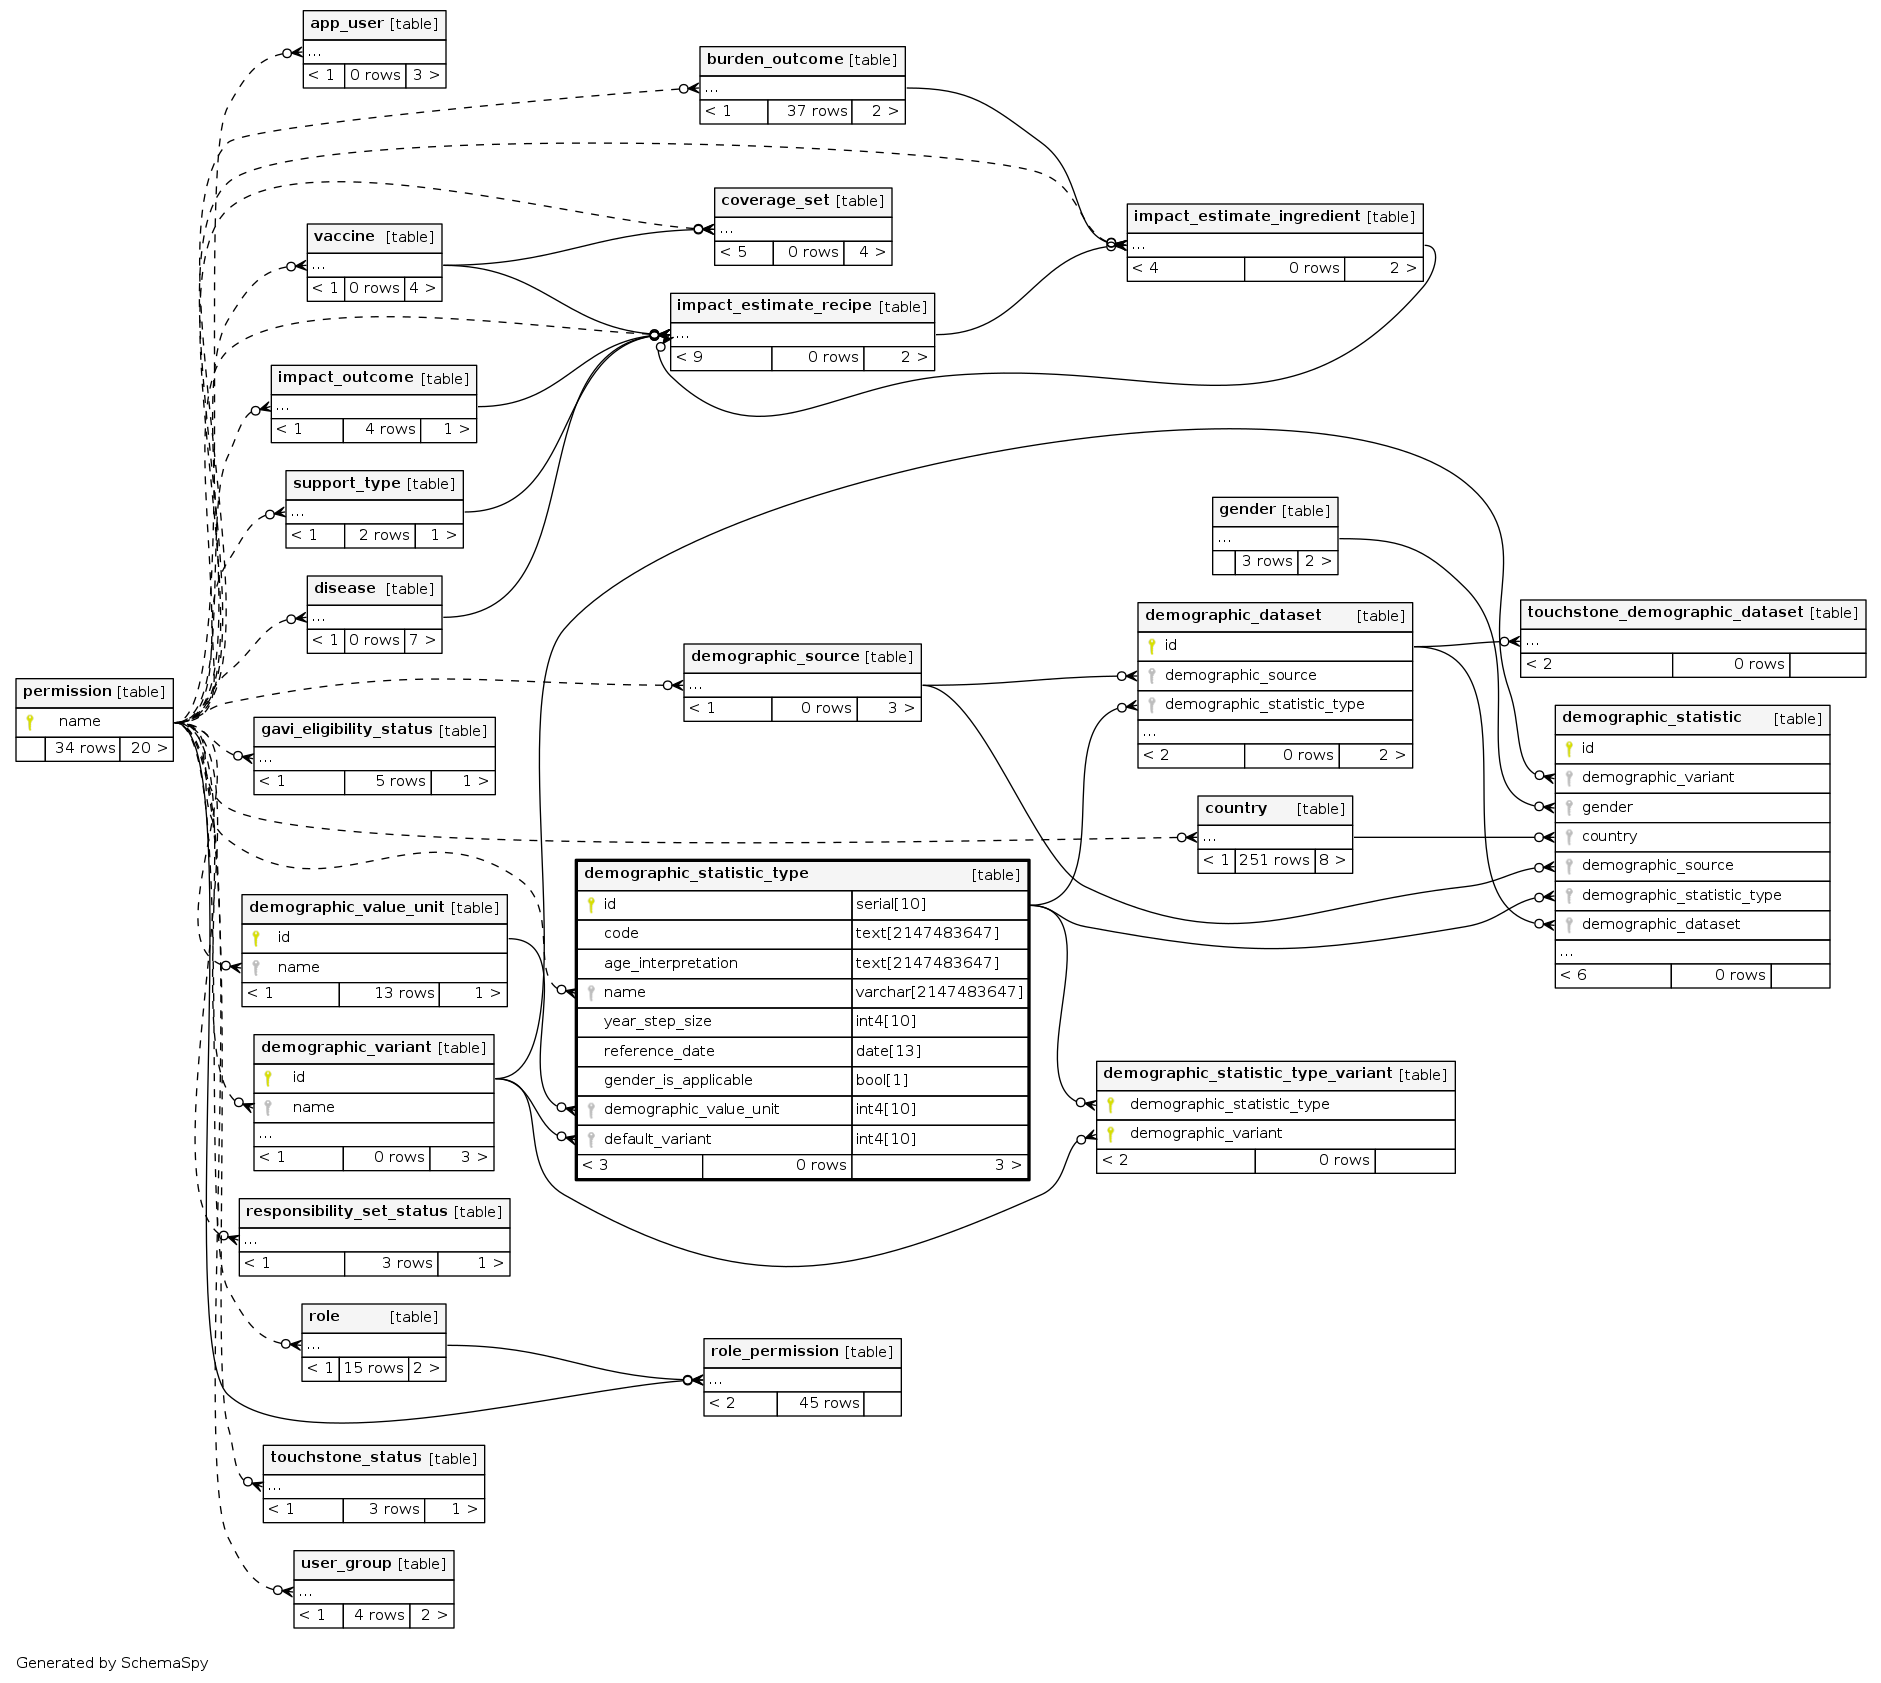 app_user [table]
...
< 1 0 rows 3 >
burden_outcome [table]
...
< 1 37 rows 2 >
coverage_set [table]
...
< 5 0 rows 4 >
impact_estimate_ingredient [table]
...
< 4 0 rows 2 >
vaccine [table]
...
< 1 0 rows 4 >
impact_estimate_recipe [table]
...
< 9 0 rows 2 >
impact_outcome [table]
...
< 1 4 rows 1 >
support_type [table]
...
< 1 2 rows 1 >
gender [table]
...
3 rows 2 >
disease [table]
...
< 1 0 rows 7 >
demographic_dataset [table]
id
demographic_source
demographic_statistic_type
...
< 2 0 rows 2 >
touchstone_demographic_dataset [table]
...
< 2 0 rows
demographic_source [table]
...
< 1 0 rows 3 >
permission [table]
name
34 rows 20 >
gavi_eligibility_status [table]
...
< 1 5 rows 1 >
demographic_statistic [table]
id
demographic_variant
gender
country
demographic_source
demographic_statistic_type
demographic_dataset
...
< 6 0 rows
country [table]
...
< 1 251 rows 8 >
demographic_statistic_type [table]
id serial[10]
code text[2147483647]
age_interpretation text[2147483647]
name varchar[2147483647]
year_step_size int4[10]
reference_date date[13]
gender_is_applicable bool[1]
demographic_value_unit int4[10]
default_variant int4[10]
< 3 0 rows 3 >
demographic_value_unit [table]
id
name
< 1 13 rows 1 >
demographic_variant [table]
id
name
...
< 1 0 rows 3 >
demographic_statistic_type_variant [table]
demographic_statistic_type
demographic_variant
< 2 0 rows
responsibility_set_status [table]
...
< 1 3 rows 1 >
role [table]
...
< 1 15 rows 2 >
role_permission [table]
...
< 2 45 rows
touchstone_status [table]
...
< 1 3 rows 1 >
user_group [table]
...
< 1 4 rows 2 >
Generated by SchemaSpy